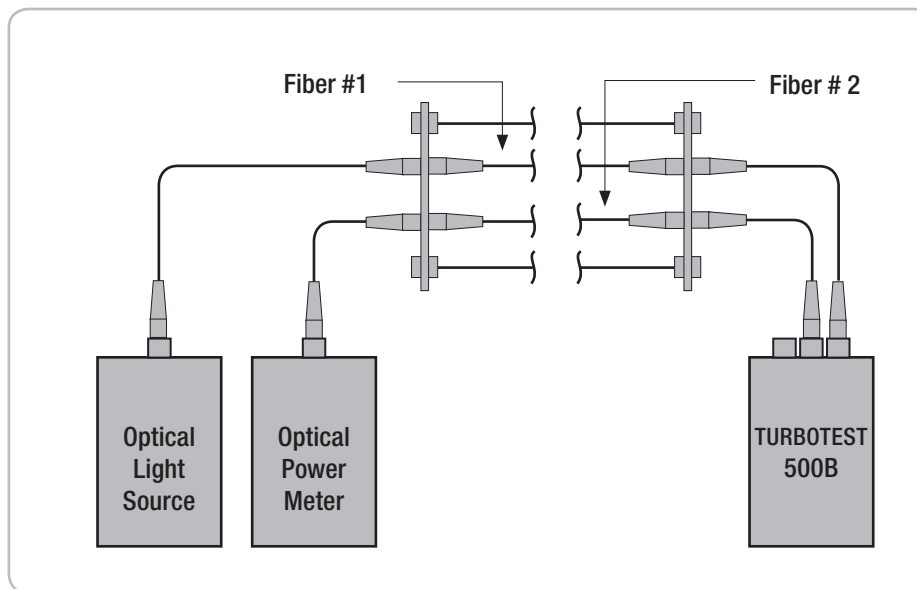 Fiber #1
Fiber # 2
Optical
Light
Source
Optical
Power
Meter
TURBOTEST
500B